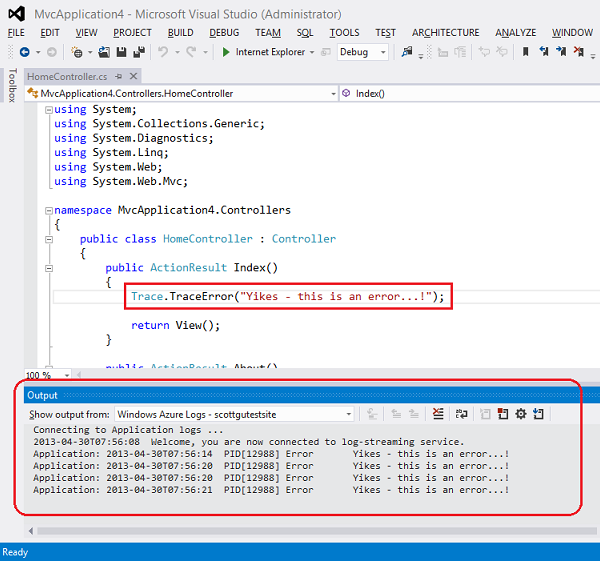 MvcApplication4 - Microsoft Visual Studio (Administrator)
FILE EDIT VIEW PROJECT BUILD DEBUG TEAM SQL TOOLS TEST ARCHITECTURE ANALYZE WINDOW
Internet Explorer Debug
Toolbox
HomeController.cs
MvcApplication4.Controllers.HomeController Index()
using System;
using System.Collections.Generic;
using System.Diagnostics;
using System.Linq;
using System.Web;
using System.Web.Mvc;
namespace MvcApplication4.Controllers
{
public class HomeController : Controller
{
public ActionResult Index()
{
Trace.TraceError("Yikes - this is an error...!");
return View();
}
public ActionResult About()
100 %
Output
Show output from: Windows Azure Logs - scottgutestsite
Connecting to Application logs ...
2013-04-30T07:56:08 Welcome, you are now connected to log-streaming service.
Application: 2013-04-30T07:56:14 PID[12988] Error Yikes - this is an error...!
Application: 2013-04-30T07:56:20 PID[12988] Error Yikes - this is an error...!
Application: 2013-04-30T07:56:20 PID[12988] Error Yikes - this is an error...!
Application: 2013-04-30T07:56:21 PID[12988] Error Yikes - this is an error...!
Ready